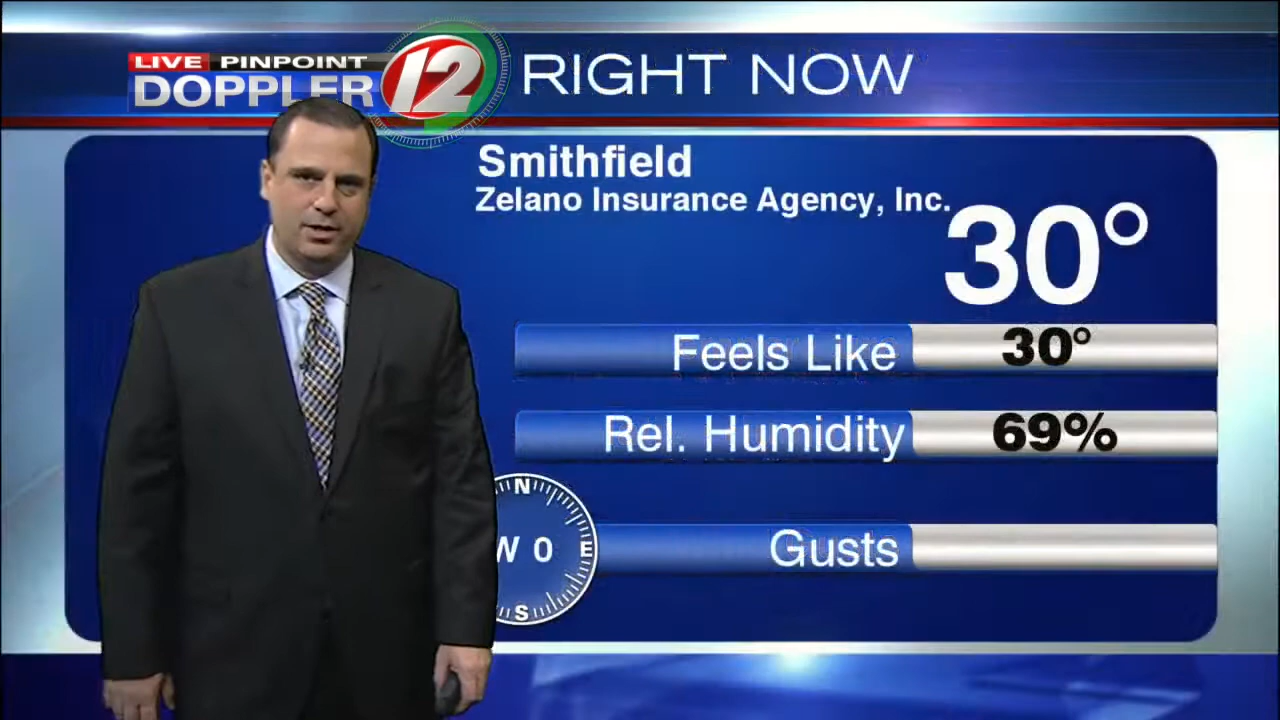 LIVE PINPOINT
DOPPLER 12
RIGHT NOW
Smithfield
Zelano Insurance Agency, Inc.
30°
Feels Like 30°
Rel. Humidity 69%
N
W 0 E
S
Gusts